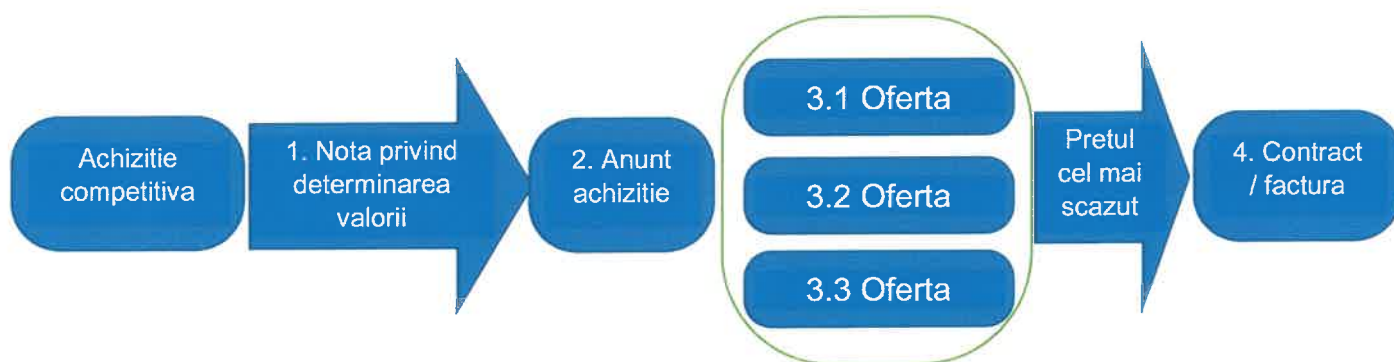 Achizitie
competitiva
1. Nota privind
determinarea
valorii
2. Anunt
achizitie
3.1 Oferta
3.2 Oferta
3.3 Oferta
Pretul
cel mai
scazut
4. Contract
/ factura